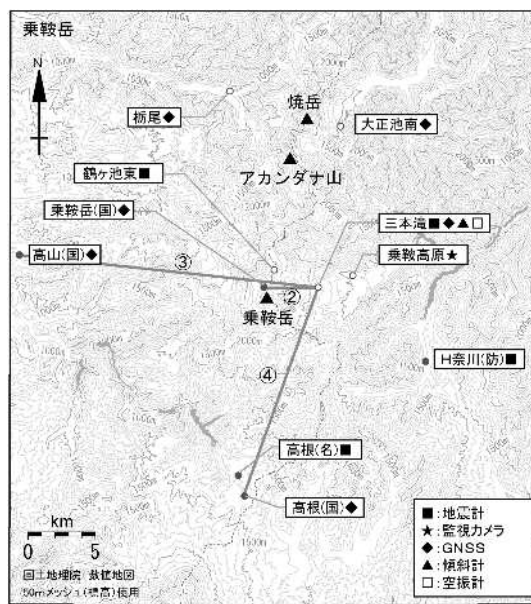 乗鞍岳
N
栃尾◆
焼岳
大正池南◆
アカンダナ山
鶴ヶ池東■
乗鞍岳(国)◆
三本滝■◆▲□
高山(国)◆
③
乗鞍高原★
②
乗鞍岳
H奈川(防)■
④
高根(名)■
高根(国)◆
km
0 5
国土地理院 数値地図
50mメッシュ(標高)使用
■:地震計
★:監視カメラ
◆:GNSS
▲:傾斜計
□:空振計